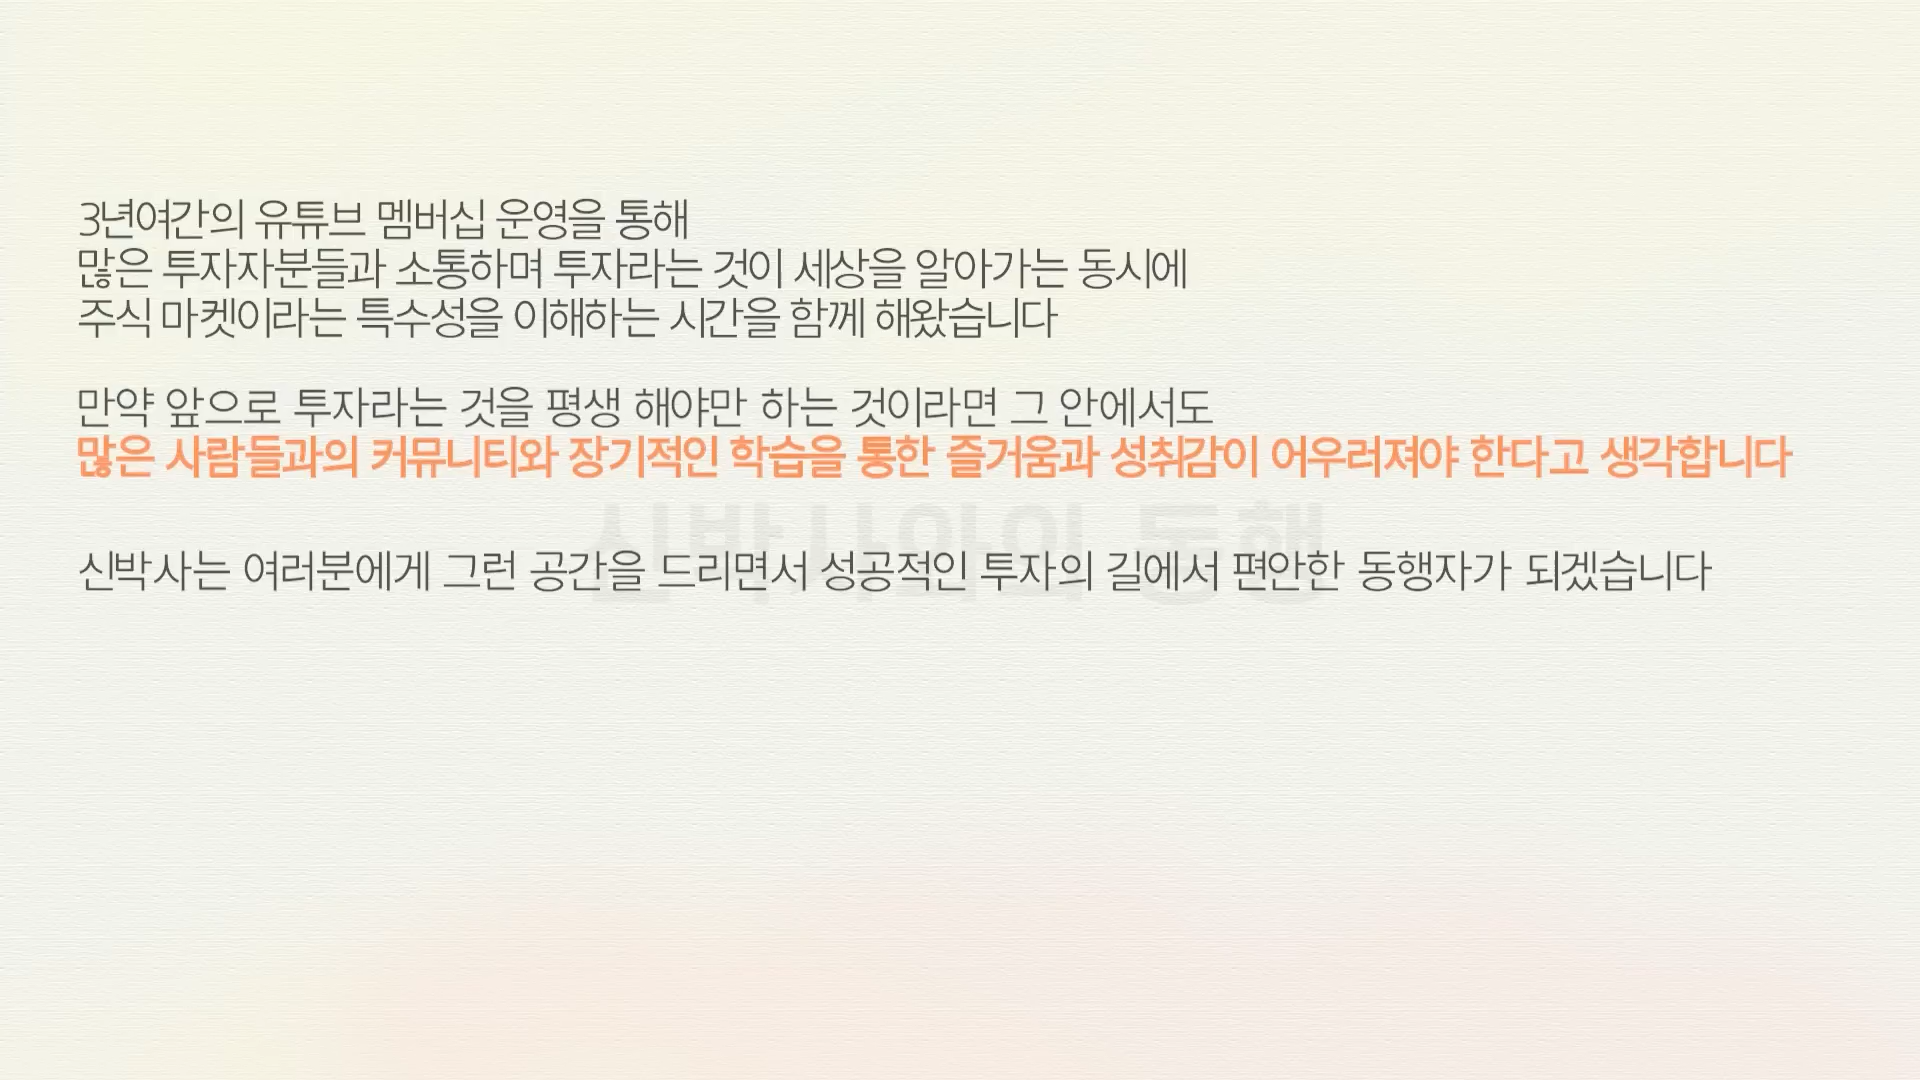 3년여간의 유튜브 멤버십 운영을 통해
많은 투자자분들과 소통하며 투자라는 것이 세상을 알아가는 동시에
주식 마켓이라는 특수성을 이해하는 시간을 함께 해왔습니다
만약 앞으로 투자라는 것을 평생 해야만 하는 것이라면 그 안에서도
많은 사람들과의 커뮤니티와 장기적인 학습을 통한 즐거움과 성취감이 어우러져야 한다고 생각합니다
신박사와의 동행
신박사는 여러분에게 그런 공간을 드리면서 성공적인 투자의 길에서 편안한 동행자가 되겠습니다